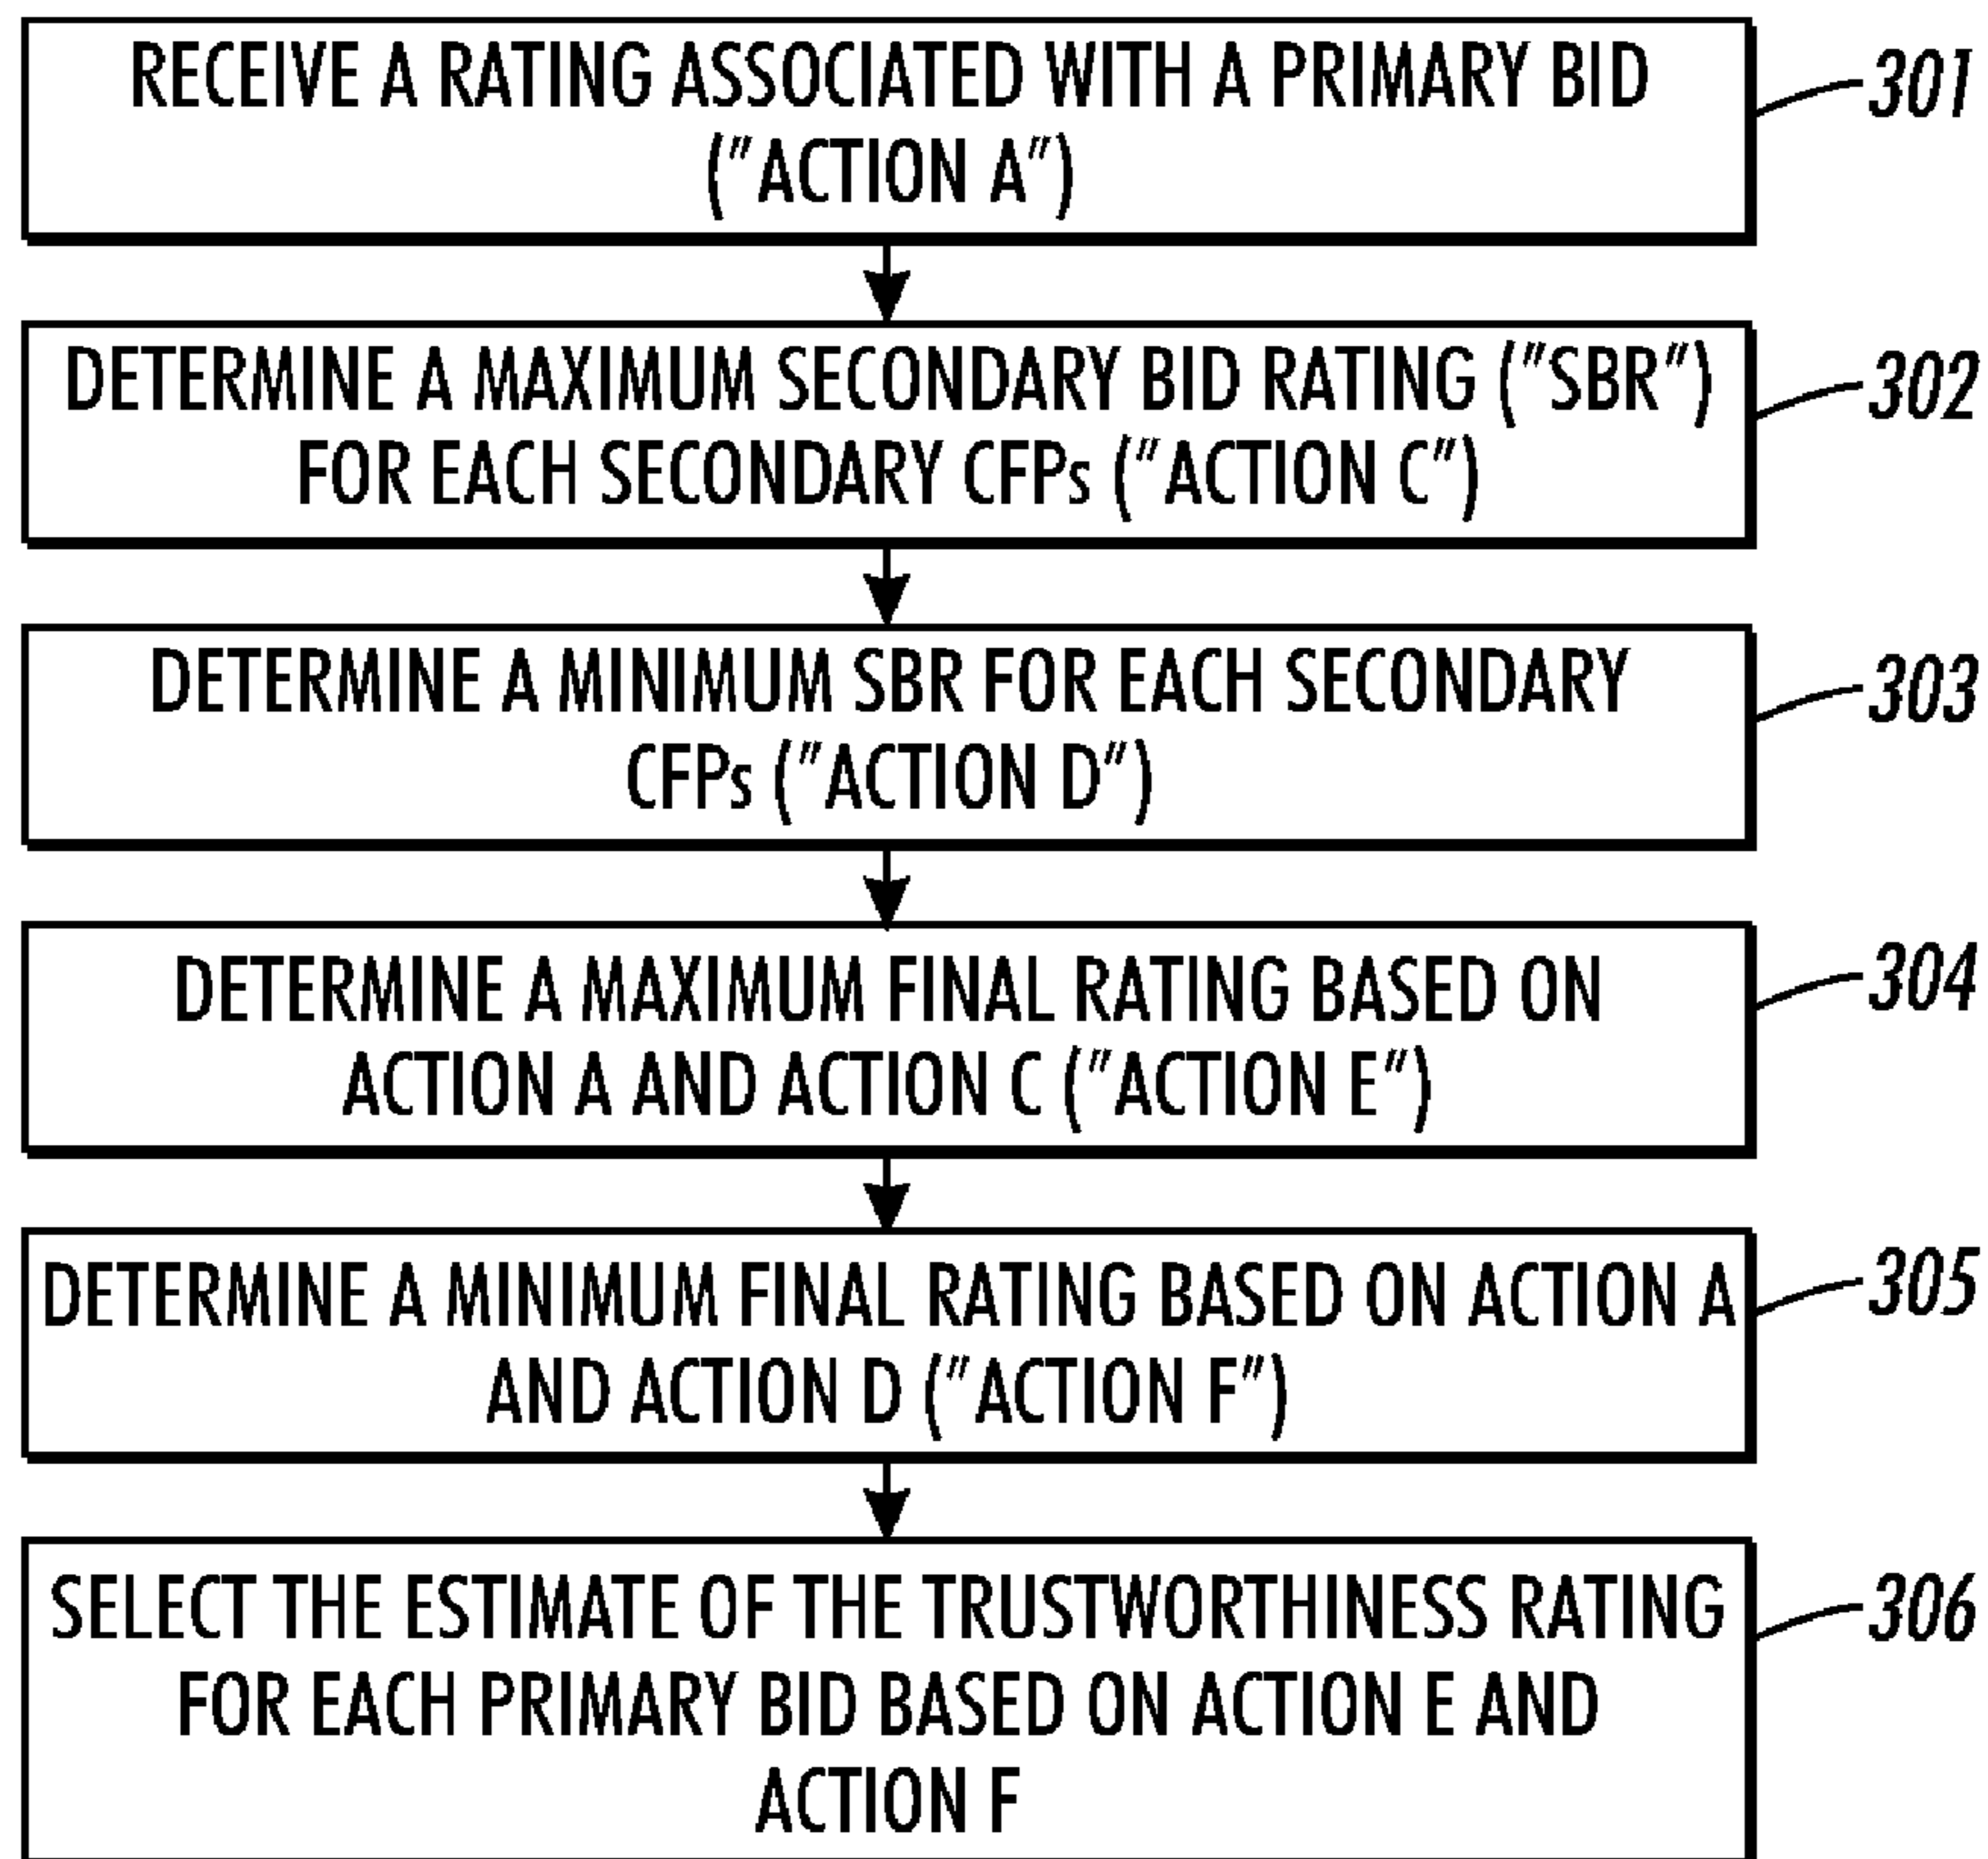 RECEIVE A RATING ASSOCIATED WITH A PRIMARY BID
("ACTION A")
301
DETERMINE A MAXIMUM SECONDARY BID RATING ("SBR")
FOR EACH SECONDARY CFPs ("ACTION C")
302
DETERMINE A MINIMUM SBR FOR EACH SECONDARY
CFPs ("ACTION D")
303
DETERMINE A MAXIMUM FINAL RATING BASED ON
ACTION A AND ACTION C ("ACTION E")
304
DETERMINE A MINIMUM FINAL RATING BASED ON ACTION A
AND ACTION D ("ACTION F")
305
SELECT THE ESTIMATE OF THE TRUSTWORTHINESS RATING
FOR EACH PRIMARY BID BASED ON ACTION E AND
ACTION F
306